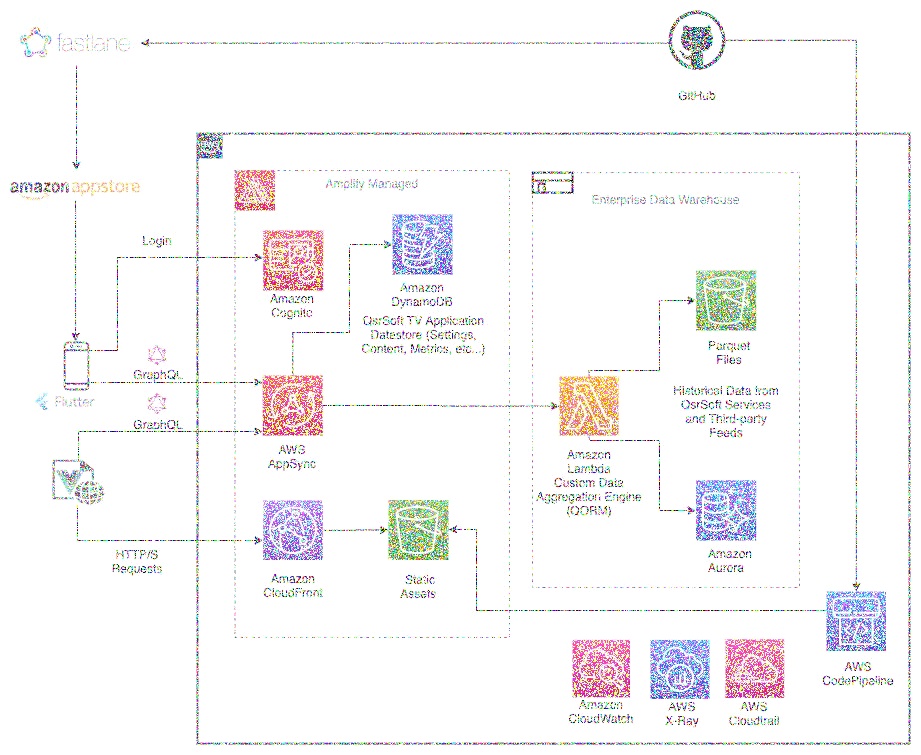 fastlane
GitHub
amazon appstore
Amplify Managed
Enterprise Data Warehouse
Login
Amazon
Cognito
Amazon
DynamoDB
QsrSoft TV Application
Datastore (Settings,
Content, Metrics, etc...)
Parquet
Files
GraphQL
Flutter
GraphQL
Historical Data from
QsrSoft Services
and Third-party
Feeds
AWS
AppSync
Amazon
Lambda
Custom Data
Aggregation Engine
(QORM)
HTTP/S
Requests
Amazon
CloudFront
Static
Assets
Amazon
Aurora
AWS
CodePipeline
Amazon
CloudWatch
AWS
X-Ray
AWS
Cloudtrail